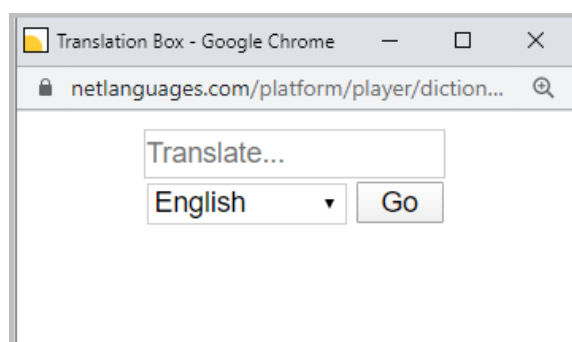 Translation Box - Google Chrome
netlanguages.com/platform/player/diction...
Translate...
English
Go